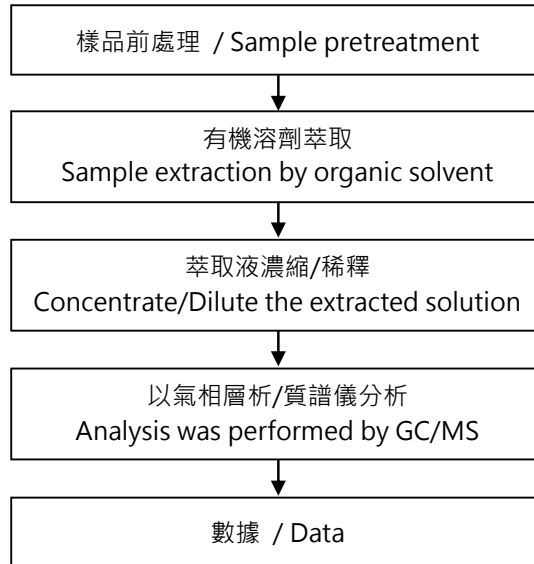 樣品前處理 / Sample pretreatment
有機溶劑萃取
Sample extraction by organic solvent
萃取液濃縮/稀釋
Concentrate/Dilute the extracted solution
以氣相層析/質譜儀分析
Analysis was performed by GC/MS
數據 / Data